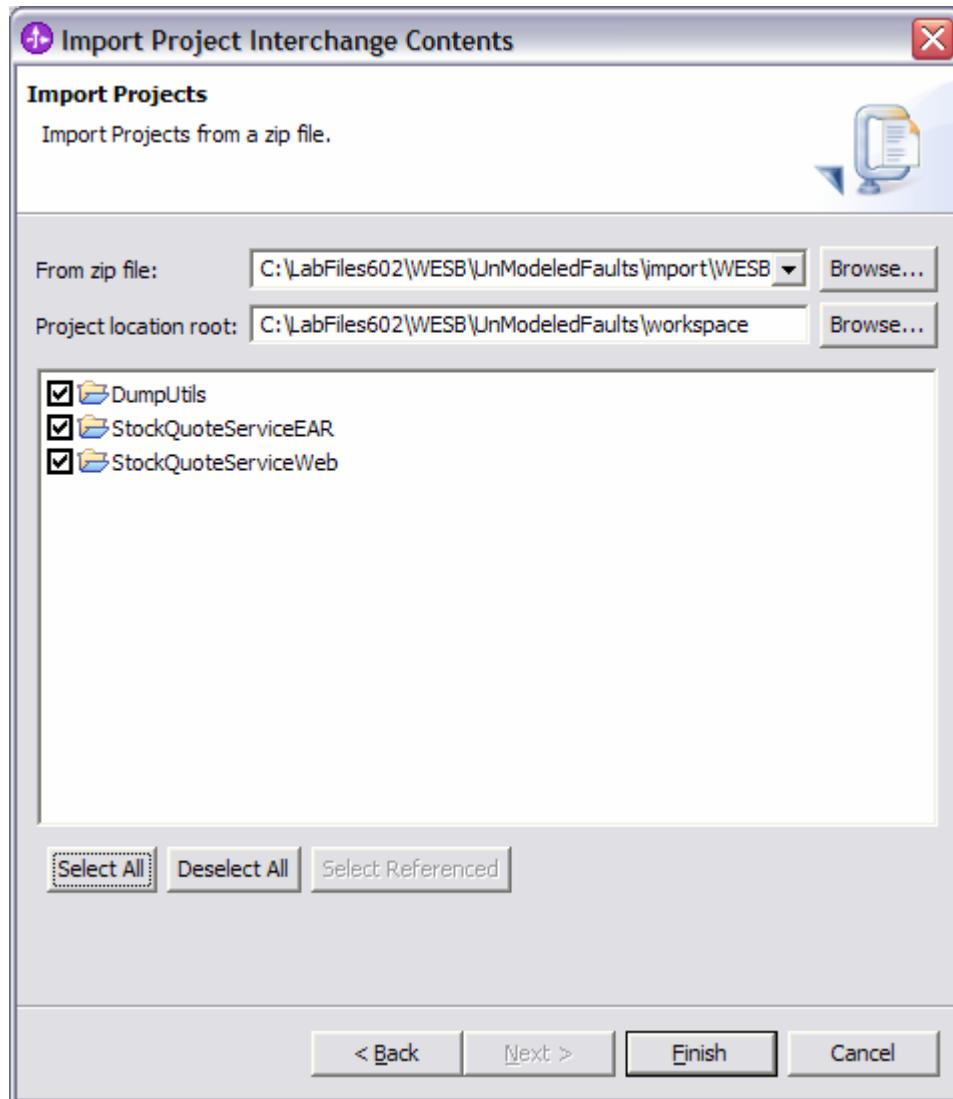 Import Project Interchange Contents
Import Projects
Import Projects from a zip file.
From zip file: C:\LabFiles602\WESB\UnModeledFaults\import\WESB Browse...
Project location root: C:\LabFiles602\WESB\UnModeledFaults\workspace Browse...
DumpUtils
StockQuoteServiceEAR
StockQuoteServiceWeb
Select All Deselect All Select Referenced
< Back Next > Finish Cancel